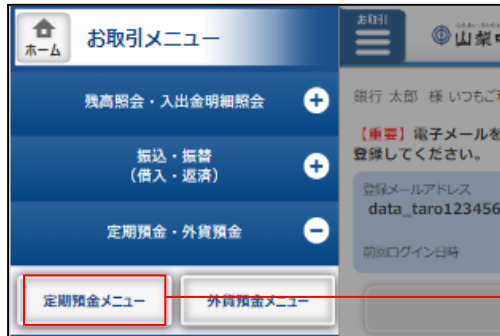 ホーム
お取引メニュー
残高照会・入出金明細照会
振込・振替
（借入・返済）
定期預金・外貨預金
定期預金メニュー
外貨預金メニュー
お取引
山梨
銀行 太郎 様 いつもご
【重要】電子メールを
登録してください。
登録メールアドレス
data_taro123456
前回ログイン日時